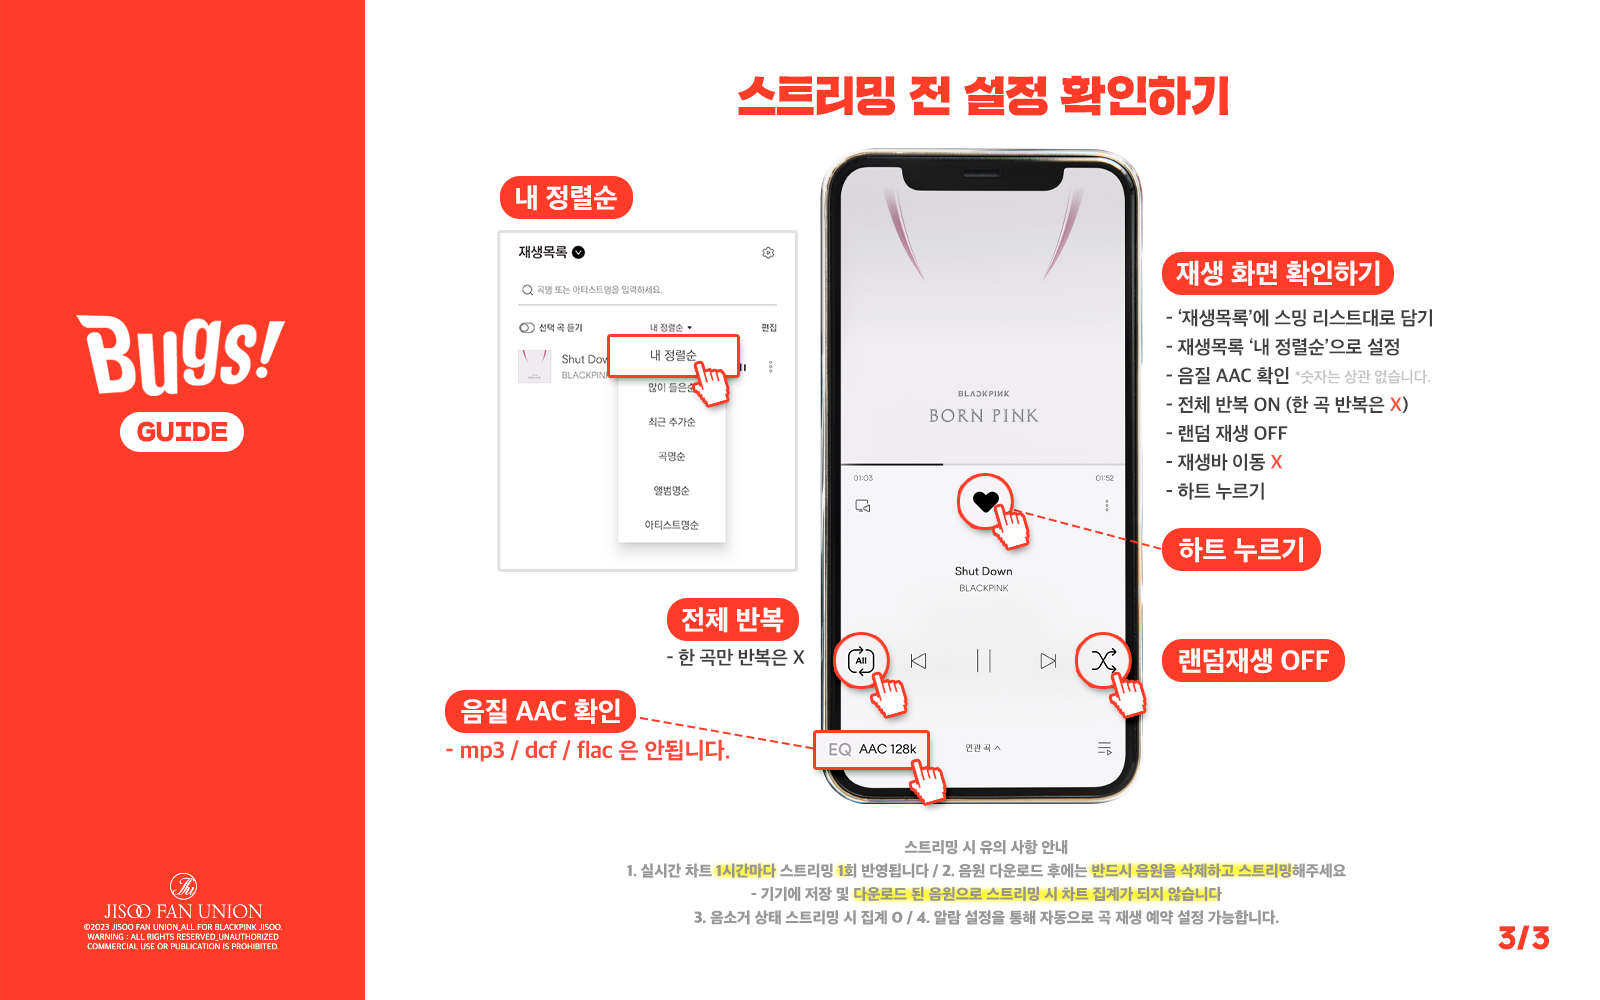 스트리밍 전 설정 확인하기
Bugs!
GUIDE
내 정렬순
재생목록
곡명 또는 아티스트명을 입력하세요.
선택 곡 듣기
내 정렬순
편집
내 정렬순
Shut Dow
BLACKPIN
많이 들은순
최근 추가순
곡명순
앨범명순
아티스트명순
BLAƆKPIИK
BORN PINK
01:03
01:52
Shut Down
BLACKPINK
All
EQ AAC 128k
연관 곡
재생 화면 확인하기
- ‘재생목록’에 스밍 리스트대로 담기
- 재생목록 ‘내 정렬순’으로 설정
- 음질 AAC 확인 *숫자는 상관 없습니다.
- 전체 반복 ON (한 곡 반복은 X)
- 랜덤 재생 OFF
- 재생바 이동 X
- 하트 누르기
하트 누르기
전체 반복
- 한 곡만 반복은 X
랜덤재생 OFF
음질 AAC 확인
- mp3 / dcf / flac 은 안됩니다.
스트리밍 시 유의 사항 안내
1. 실시간 차트 1시간마다 스트리밍 1회 반영됩니다 / 2. 음원 다운로드 후에는 반드시 음원을 삭제하고 스트리밍해주세요
- 기기에 저장 및 다운로드 된 음원으로 스트리밍 시 차트 집계가 되지 않습니다
3. 음소거 상태 스트리밍 시 집계 O / 4. 알람 설정을 통해 자동으로 곡 재생 예약 설정 가능합니다.
JISOO FAN UNION
©2023 JISOO FAN UNION_ALL FOR BLACKPINK JISOO.
WARNING : ALL RIGHTS RESERVED_UNAUTHORIZED
COMMERCIAL USE OR PUBLICATION IS PROHIBITED.
3/3